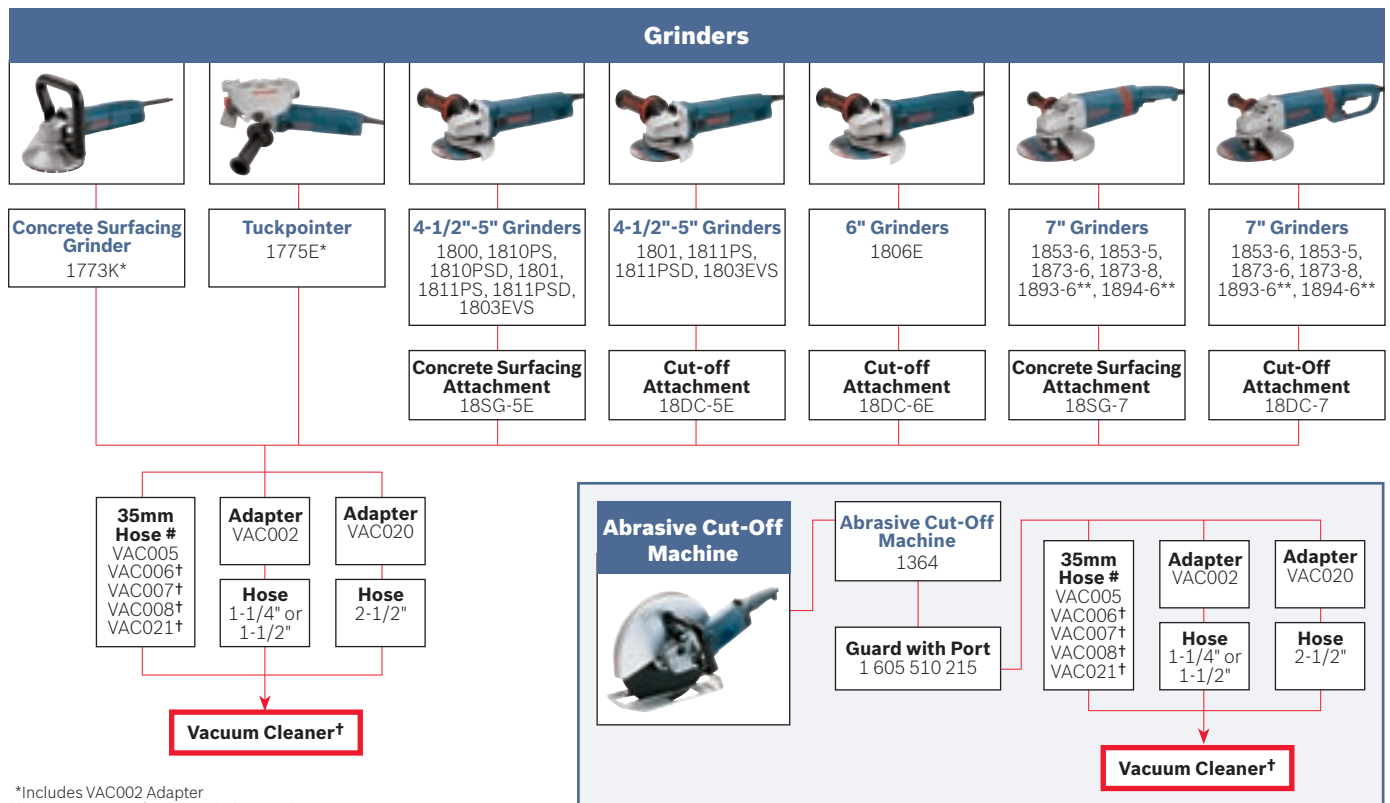 Grinders
Concrete Surfacing
Grinder
1773K*
Tuckpointer
1775E*
4-1/2"-5" Grinders
1800, 1810PS,
1810PSD, 1801,
1811PS, 1811PSD,
1803EVS
4-1/2"-5" Grinders
1801, 1811PS,
1811PSD, 1803EVS
6" Grinders
1806E
7" Grinders
1853-6, 1853-5,
1873-6, 1873-8,
1893-6**, 1894-6**
7" Grinders
1853-6, 1853-5,
1873-6, 1873-8,
1893-6**, 1894-6**
Concrete Surfacing
Attachment
18SG-5E
Cut-off
Attachment
18DC-5E
Cut-off
Attachment
18DC-6E
Concrete Surfacing
Attachment
18SG-7
Cut-Off
Attachment
18DC-7
35mm
Hose #
VAC005
VAC006†
VAC007†
VAC008†
VAC021†
Adapter
VAC002
Hose
1-1/4" or
1-1/2"
Adapter
VAC020
Hose
2-1/2"
Vacuum Cleaner†
Abrasive Cut-Off
Machine
Abrasive Cut-Off
Machine
1364
Guard with Port
1 605 510 215
35mm
Hose #
VAC005
VAC006†
VAC007†
VAC008†
VAC021†
Adapter
VAC002
Hose
1-1/4" or
1-1/2"
Adapter
VAC020
Hose
2-1/2"
Vacuum Cleaner†
*Includes VAC002 Adapter